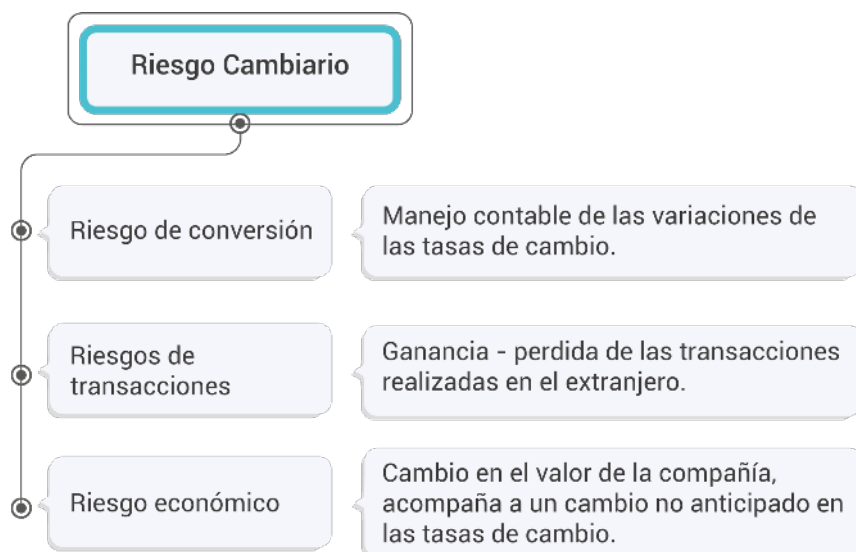 Riesgo Cambiario
Riesgo de conversión
Manejo contable de las variaciones de
las tasas de cambio.
Riesgos de
transacciones
Ganancia - perdida de las transacciones
realizadas en el extranjero.
Riesgo económico
Cambio en el valor de la compañía,
acompaña a un cambio no anticipado en
las tasas de cambio.